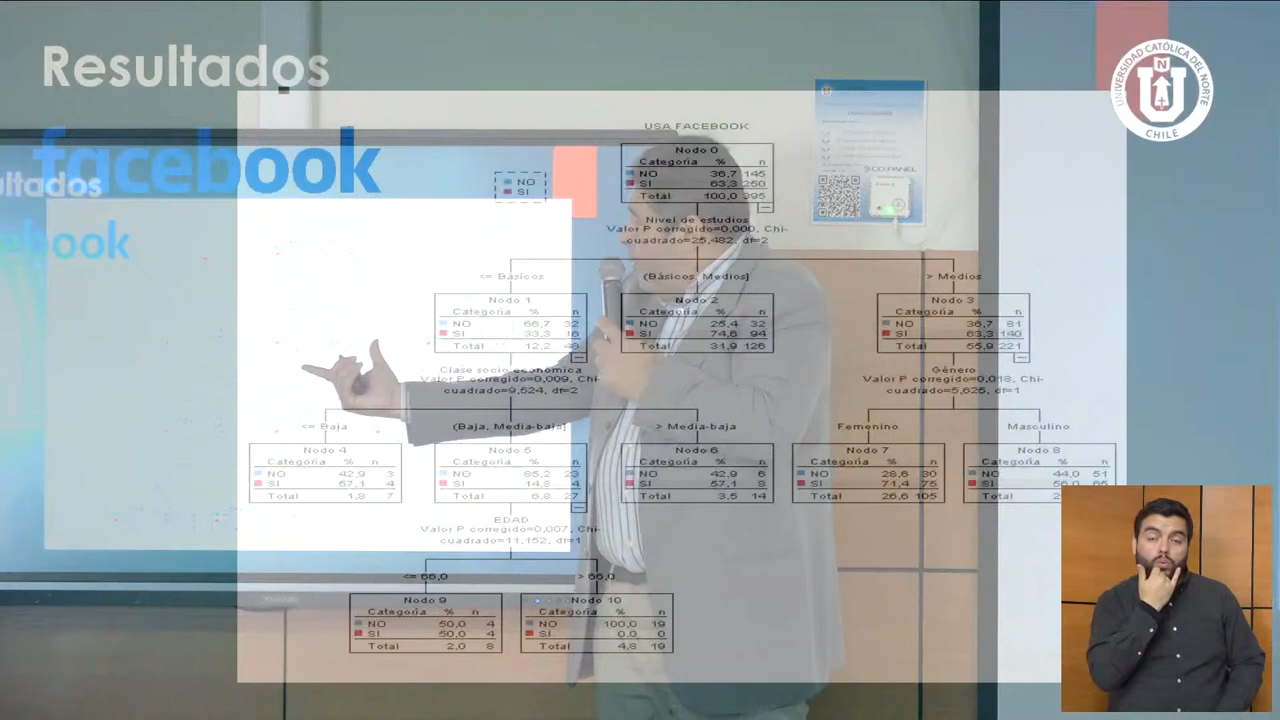 Resultados
UNIVERSIDAD CATÓLICA DEL NORTE
N
CHILE
facebook
ultados
ebook
USA FACEBOOK
NO
SI
Nodo 0
Categoría % n
NO 36,7 145
SI 63,3 250
Total 100,0 395
Nivel de estudios
Valor P corregido=0,000, Chi-
cuadrado=25,482, df=2
<= Básicos
(Básicos, Medios]
> Medios
Nodo 1
Categoría % n
NO 66,7 32
SI 33,3 16
Total 12,2 48
Nodo 2
Categoría % n
NO 25,4 32
SI 74,6 94
Total 31,9 126
Nodo 3
Categoría % n
NO 36,7 81
SI 63,3 140
Total 55,9 221
Clase socio económica
Valor P corregido=0,009, Chi-
cuadrado=9,524, df=2
Género
Valor P corregido=0,018, Chi-
cuadrado=5,625, df=1
<= Baja
(Baja, Media-baja]
> Media-baja
Femenino
Masculino
Nodo 4
Categoría % n
NO 42,9 3
SI 57,1 4
Total 1,8 7
Nodo 5
Categoría % n
NO 85,2 23
SI 14,8 4
Total 6,8 27
Nodo 6
Categoría % n
NO 42,9 6
SI 57,1 8
Total 3,5 14
Nodo 7
Categoría % n
NO 28,6 30
SI 71,4 75
Total 26,6 105
Nodo 8
Categoría % n
NO 44,0 51
SI 56,0 65
EDAD
Valor P corregido=0,007, Chi-
cuadrado=11,152, df=1
<= 66,0
> 66,0
Nodo 9
Categoría % n
NO 50,0 4
SI 50,0 4
Total 2,0 8
Nodo 10
Categoría % n
NO 100,0 19
SI 0,0 0
Total 4,8 19